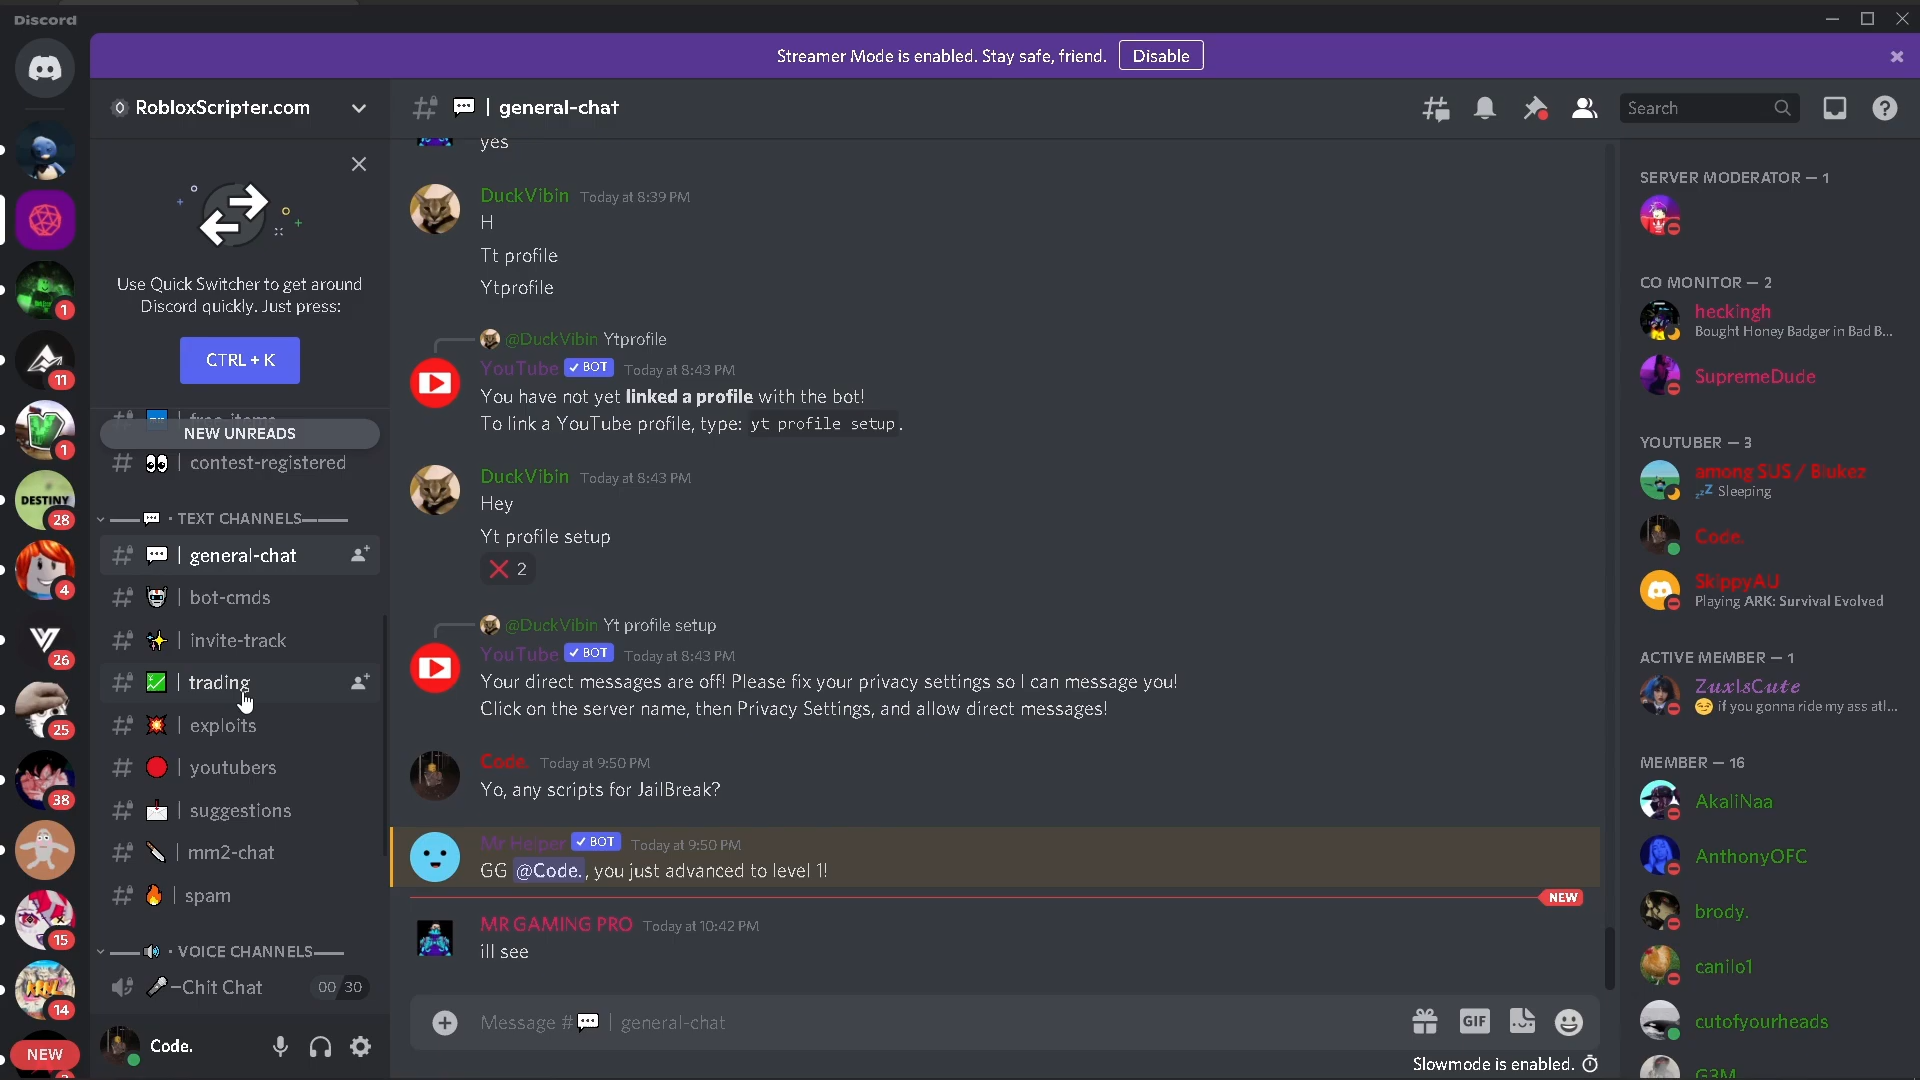 Discord
Streamer Mode is enabled. Stay safe, friend.
Disable
RobloxScripter.com
| general-chat
Search
Use Quick Switcher to get around
Discord quickly. Just press:
CTRL + K
| free-items
NEW UNREADS
| contest-registered
· TEXT CHANNELS
| general-chat
| bot-cmds
| invite-track
| trading
| exploits
| youtubers
| suggestions
| mm2-chat
| spam
· VOICE CHANNELS
Chit Chat
00 30
Code.
1
11
1
DESTINY
28
4
26
25
38
15
14
NEW
yes
DuckVibin Today at 8:39 PM
H
Tt profile
Ytprofile
@DuckVibin Ytprofile
YouTube ✓ BOT Today at 8:43 PM
You have not yet linked a profile with the bot!
To link a YouTube profile, type: yt profile setup.
DuckVibin Today at 8:43 PM
Hey
Yt profile setup
2
@DuckVibin Yt profile setup
YouTube ✓ BOT Today at 8:43 PM
Your direct messages are off! Please fix your privacy settings so I can message you!
Click on the server name, then Privacy Settings, and allow direct messages!
Code. Today at 9:50 PM
Yo, any scripts for JailBreak?
Mr Helper ✓ BOT Today at 9:50 PM
GG @Code., you just advanced to level 1!
NEW
MR GAMING PRO Today at 10:42 PM
ill see
Message # | general-chat
GIF
Slowmode is enabled.
SERVER MODERATOR — 1
CO MONITOR — 2
heckingh
Bought Honey Badger in Bad B...
SupremeDude
YOUTUBER — 3
among SUS / Blukez
Sleeping
Code.
SkippyAU
Playing ARK: Survival Evolved
ACTIVE MEMBER — 1
ZuxIsCute
if you gonna ride my ass atl...
MEMBER — 16
AkaliNaa
AnthonyOFC
brody.
canilo1
cutofyourheads
G3M